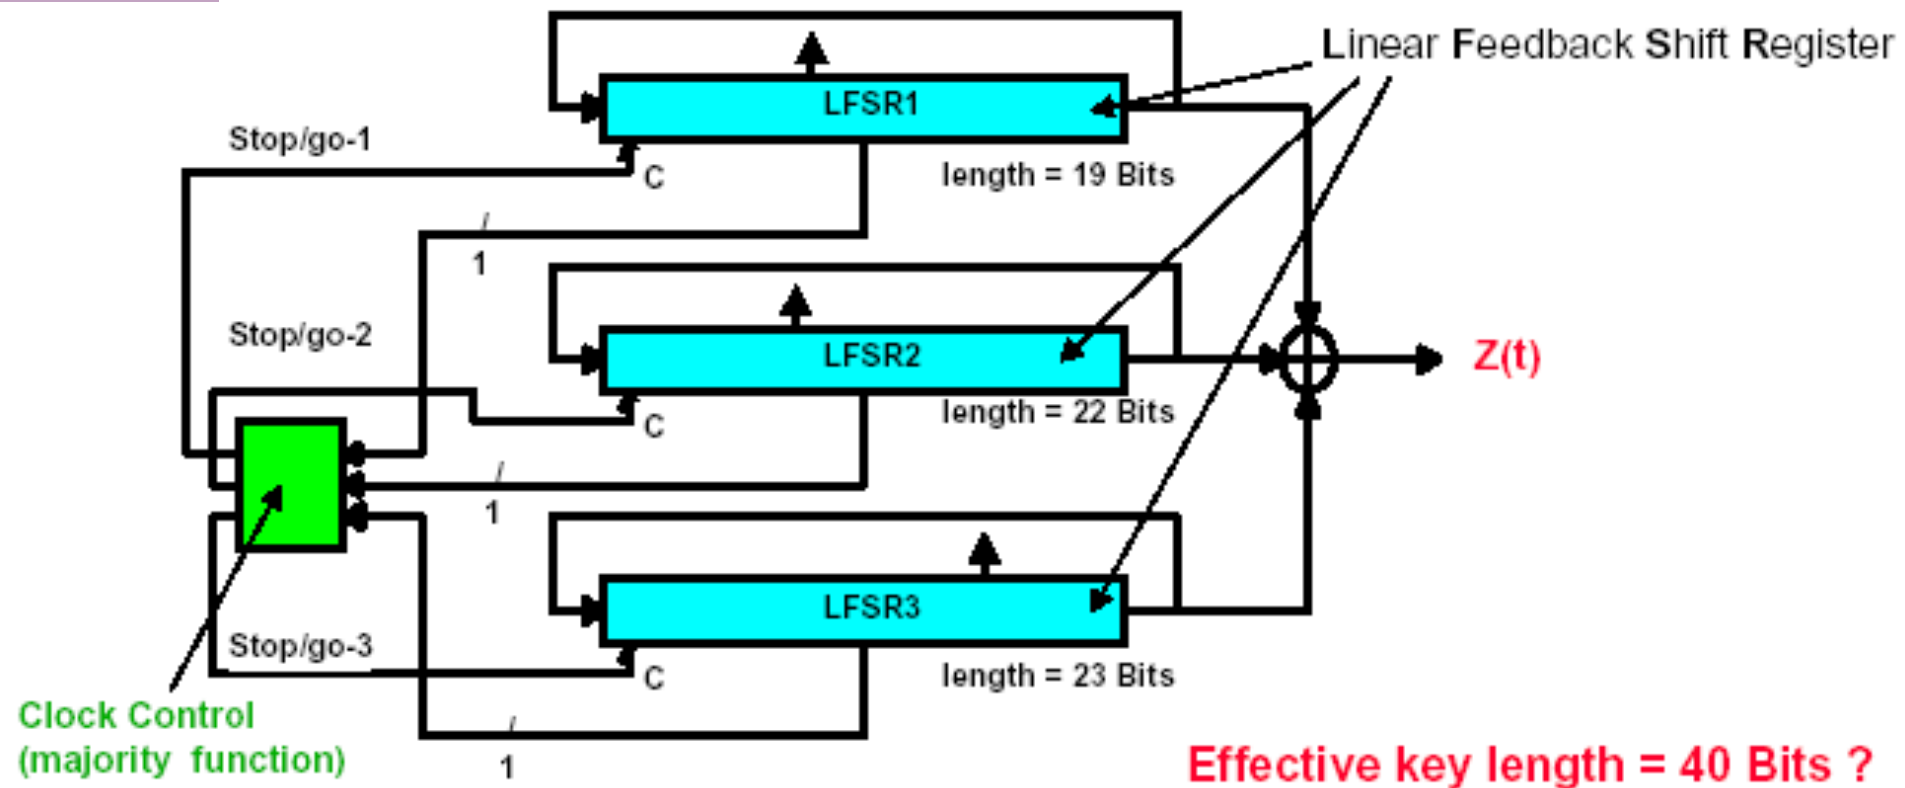 Linear Feedback Shift Register
LFSR1
Stop/go-1
C
length = 19 Bits
/
1
Stop/go-2
LFSR2
Z(t)
C
length = 22 Bits
/
1
LFSR3
Stop/go-3
C
length = 23 Bits
Clock Control
(majority function)
/
1
Effective key length = 40 Bits ?